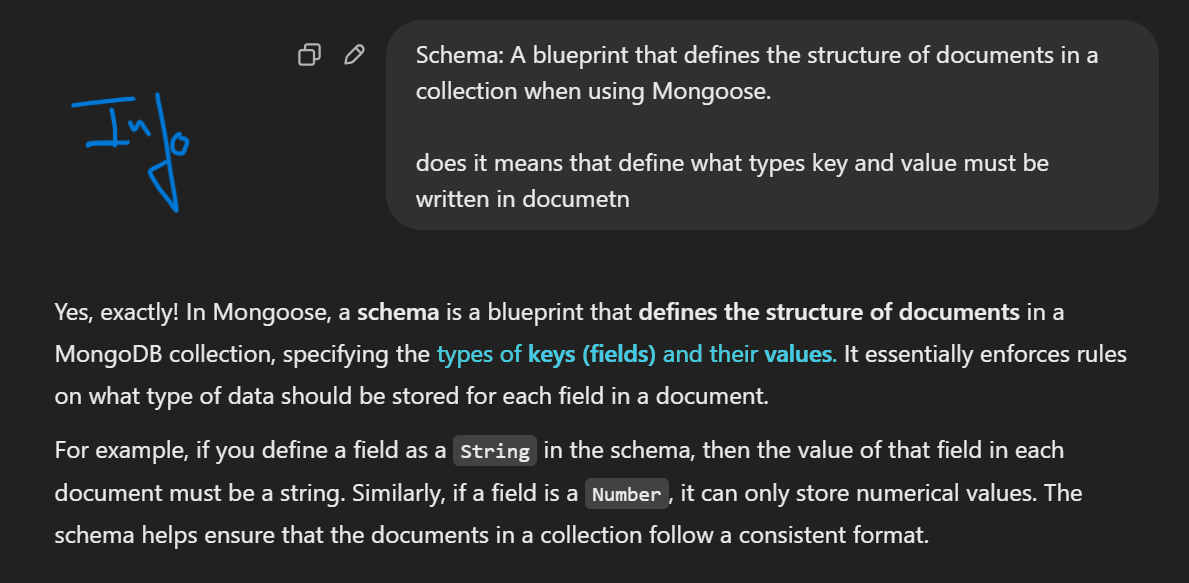 Info
Schema: A blueprint that defines the structure of documents in a
collection when using Mongoose.
does it means that define what types key and value must be
written in documetn
Yes, exactly! In Mongoose, a schema is a blueprint that defines the structure of documents in a
MongoDB collection, specifying the types of keys (fields) and their values. It essentially enforces rules
on what type of data should be stored for each field in a document.
For example, if you define a field as a String in the schema, then the value of that field in each
document must be a string. Similarly, if a field is a Number, it can only store numerical values. The
schema helps ensure that the documents in a collection follow a consistent format.